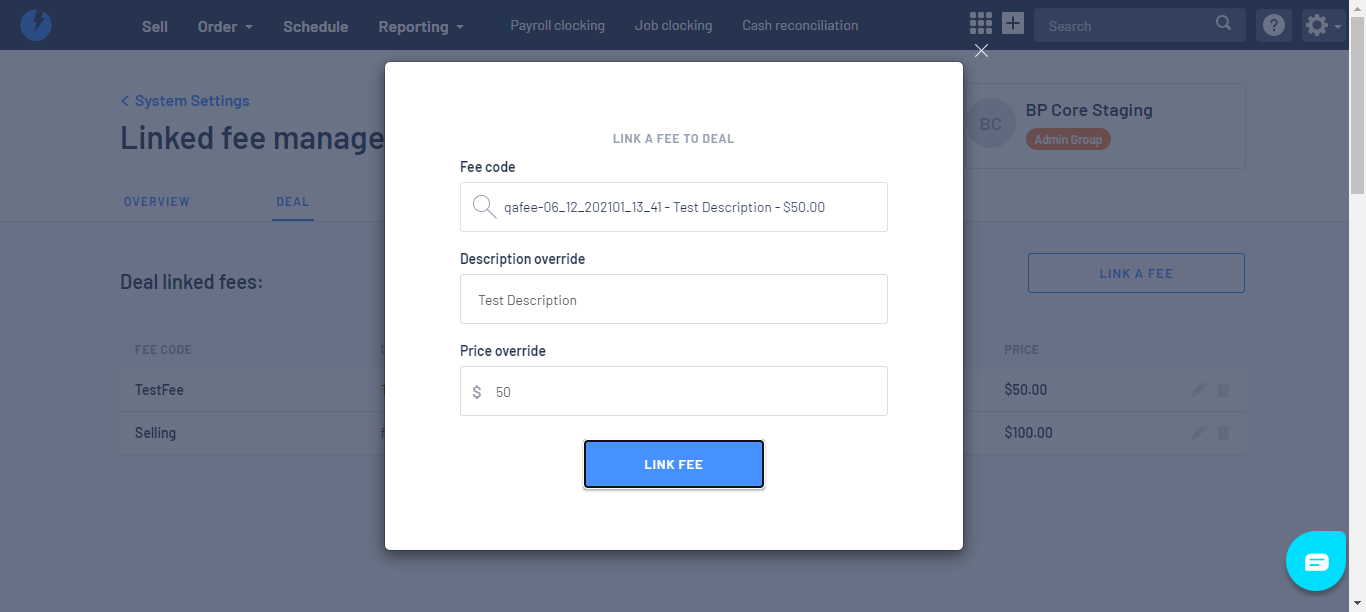 Sell Order Schedule Reporting Payroll clocking Job clocking Cash reconciliation Search
System Settings
Linked fee manage
BC
BP Core Staging
Admin Group
OVERVIEW DEAL
LINK A FEE TO DEAL
Fee code
qafee-06_12_202101_13_41 - Test Description - $50.00
Description override
Test Description
Price override
$ 50
LINK FEE
Deal linked fees:
LINK A FEE
FEE CODE PRICE
TestFee $50.00
Selling $100.00